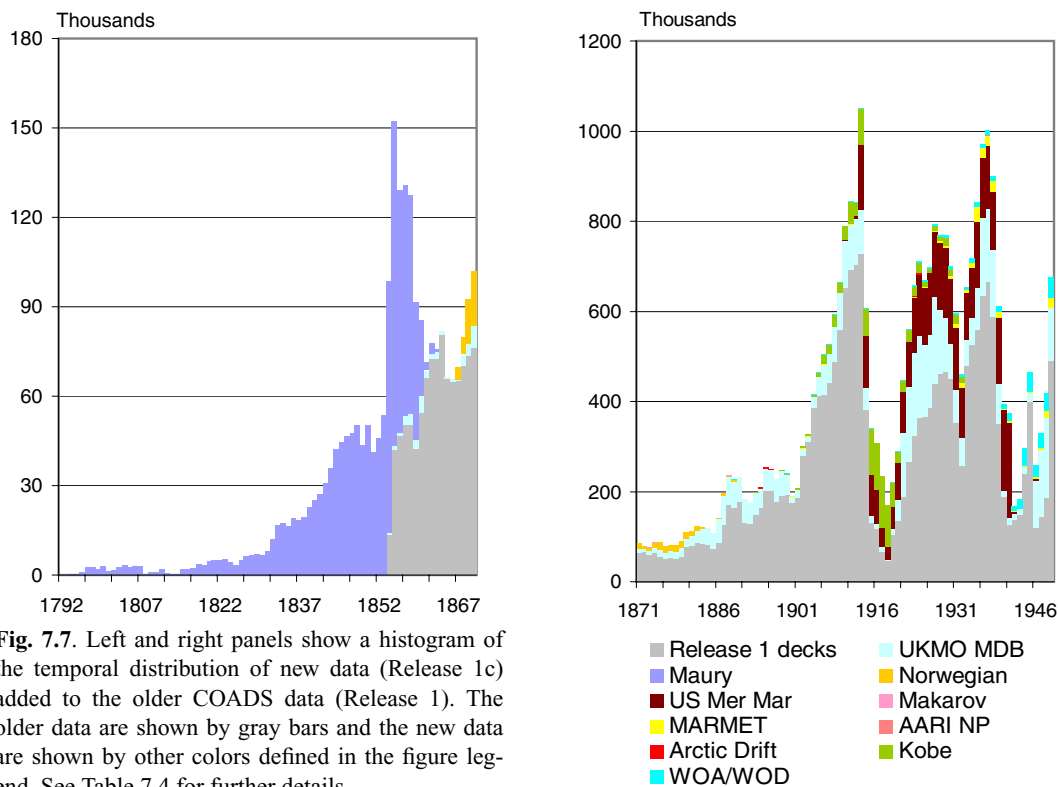 Thousands
180
150
120
90
60
30
0
1792 1807 1822 1837 1852 1867
Fig. 7.7. Left and right panels show a histogram of
the temporal distribution of new data (Release 1c)
added to the older COADS data (Release 1). The
older data are shown by gray bars and the new data
are shown by other colors defined in the figure leg-
end. See Table 7.4 for further details.
Thousands
1200
1000
800
600
400
200
0
1871 1886 1901 1916 1931 1946
Release 1 decks UKMO MDB
Maury Norwegian
US Mer Mar Makarov
MARMET AARI NP
Arctic Drift Kobe
WOA/WOD